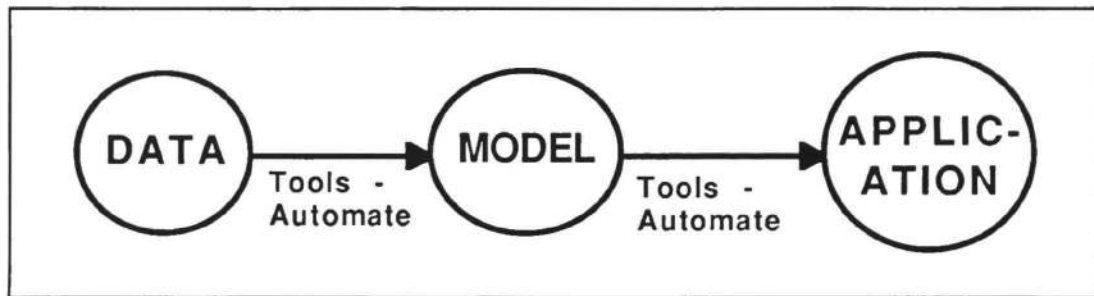 DATA
Tools -
Automate
MODEL
Tools -
Automate
APPLIC-
ATION